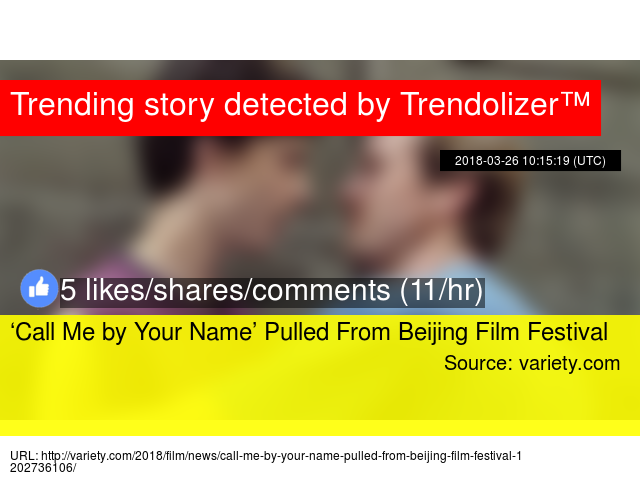 Trending story detected by Trendolizer™
2018-03-26 10:15:19 (UTC)
5 likes/shares/comments (11/hr)
‘Call Me by Your Name’ Pulled From Beijing Film Festival
Source: variety.com
URL: http://variety.com/2018/film/news/call-me-by-your-name-pulled-from-beijing-film-festival-1
202736106/